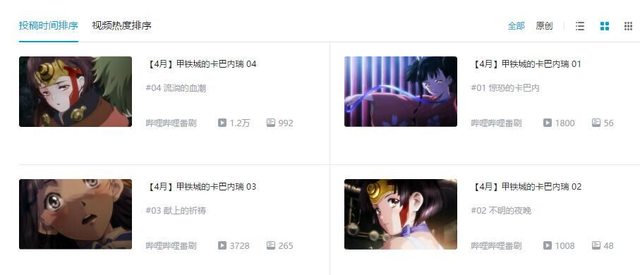 投稿时间排序 视频热度排序 全部 原创
【4月】甲铁城的卡巴内瑞 04
#04 流淌的血潮
哔哩哔哩番剧 1.2万 992
【4月】甲铁城的卡巴内瑞 01
#01 惊恐的卡巴内
哔哩哔哩番剧 1800 56
【4月】甲铁城的卡巴内瑞 03
#03 献上的祈祷
哔哩哔哩番剧 3728 265
【4月】甲铁城的卡巴内瑞 02
#02 不明的夜晚
哔哩哔哩番剧 1008 48